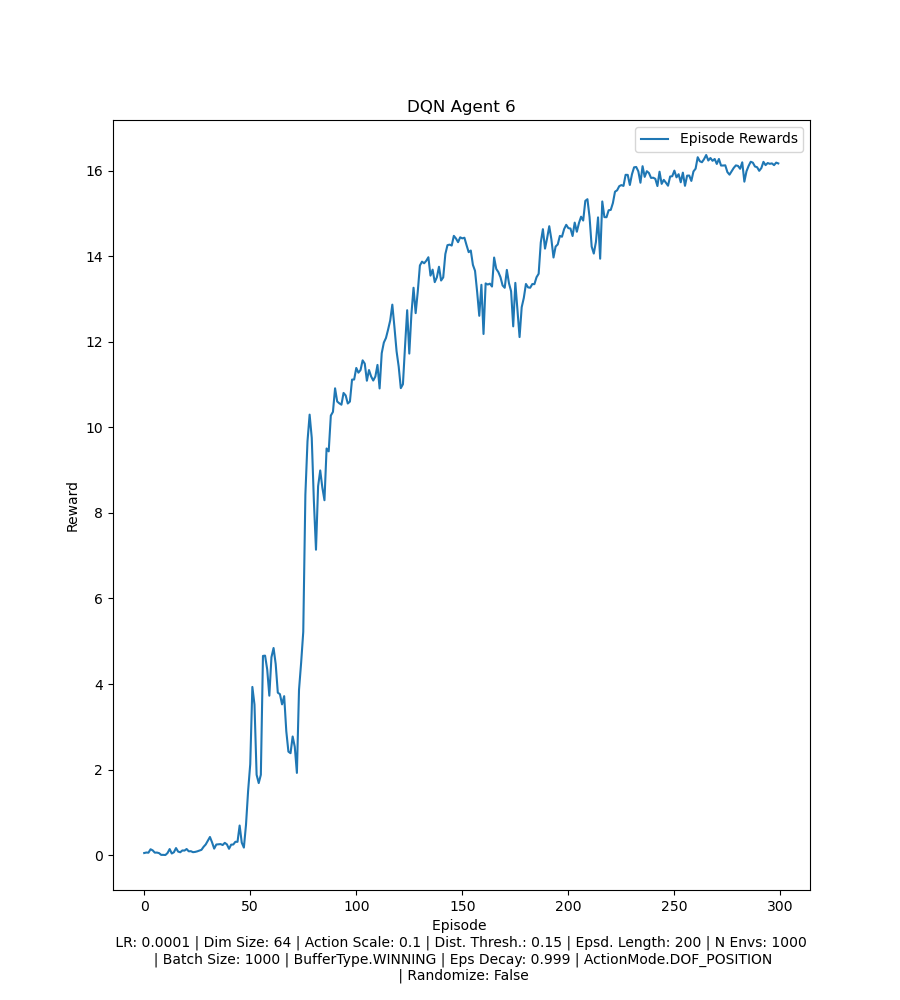 DQN Agent 6
Episode Rewards
16
14
12
10
8
6
4
2
0
Reward
0 50 100 150 200 250 300
Episode
LR: 0.0001 | Dim Size: 64 | Action Scale: 0.1 | Dist. Thresh.: 0.15 | Epsd. Length: 200 | N Envs: 1000
| Batch Size: 1000 | BufferType.WINNING | Eps Decay: 0.999 | ActionMode.DOF_POSITION
| Randomize: False